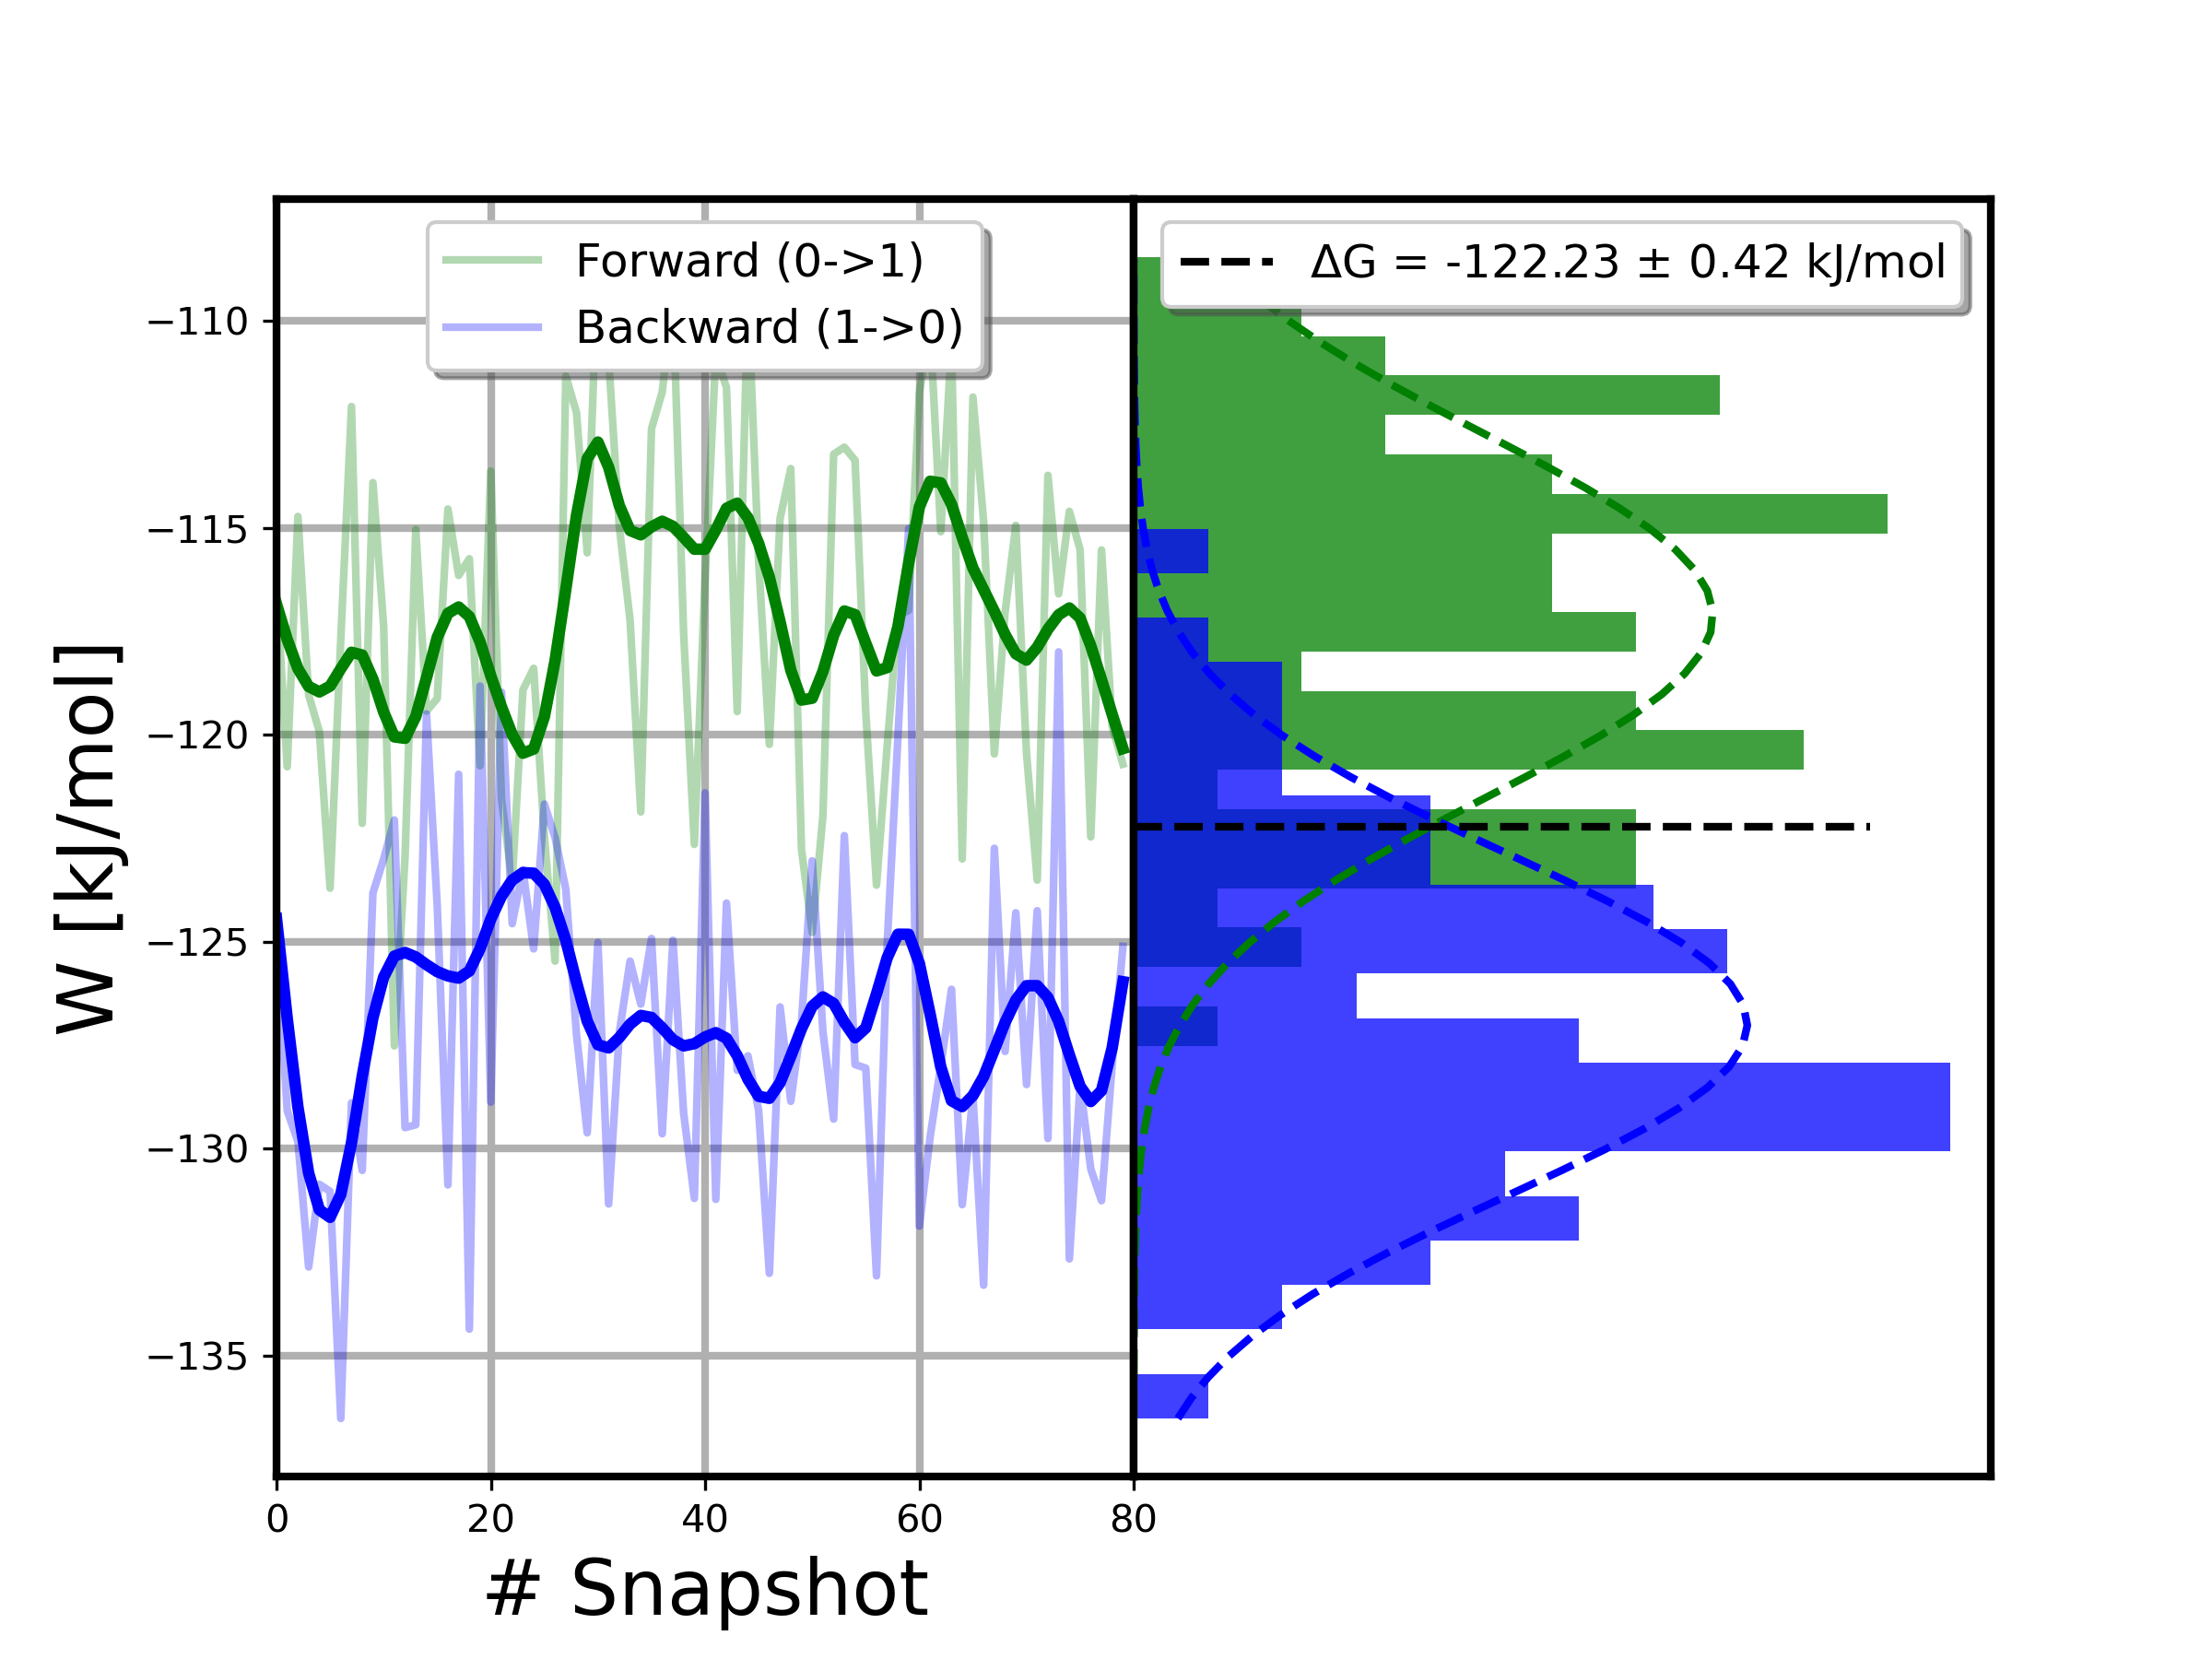 Forward (0->1)
Backward (1->0)
ΔG = -122.23 ± 0.42 kJ/mol
−110
−115
−120
−125
−130
−135
W [kJ/mol]
0 20 40 60 80
# Snapshot